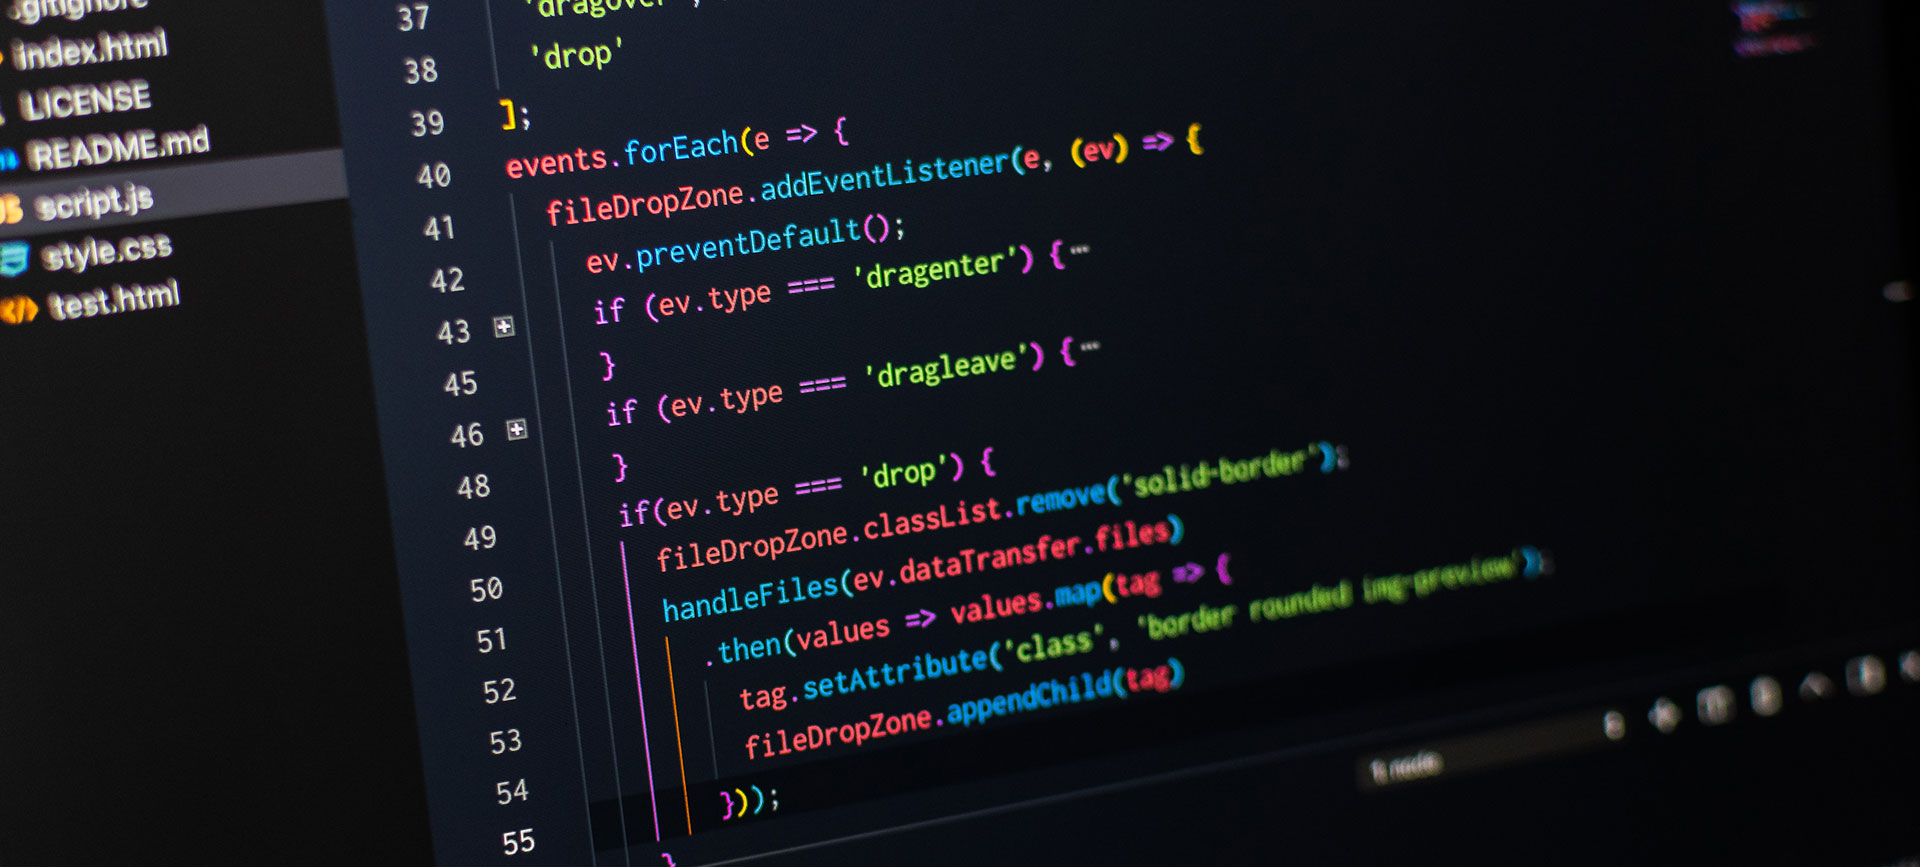 .gitignore
index.html
LICENSE
README.md
JS script.js
style.css
</> test.html
37 'dragover',
38 'drop'
39 ];
40 events.forEach(e => {
41 fileDropZone.addEventListener(e, (ev) => {
42 ev.preventDefault();
43 if (ev.type === 'dragenter') {…
45 }
46 if (ev.type === 'dragleave') {…
48 }
49 if(ev.type === 'drop') {
50 fileDropZone.classList.remove('solid-border');
51 handleFiles(ev.dataTransfer.files)
52 .then(values => values.map(tag => {
53 tag.setAttribute('class', 'border rounded img-preview');
54 fileDropZone.appendChild(tag)
55 }));
}
1: node